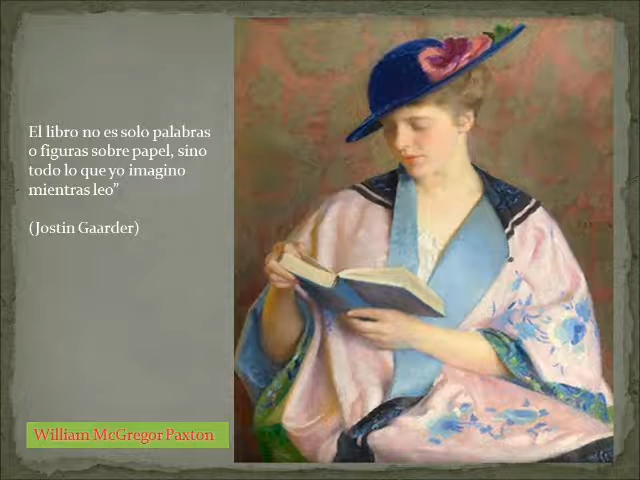 El libro no es solo palabras
o figuras sobre papel, sino
todo lo que yo imagino
mientras leo”
(Jostin Gaarder)
William McGregor Paxton